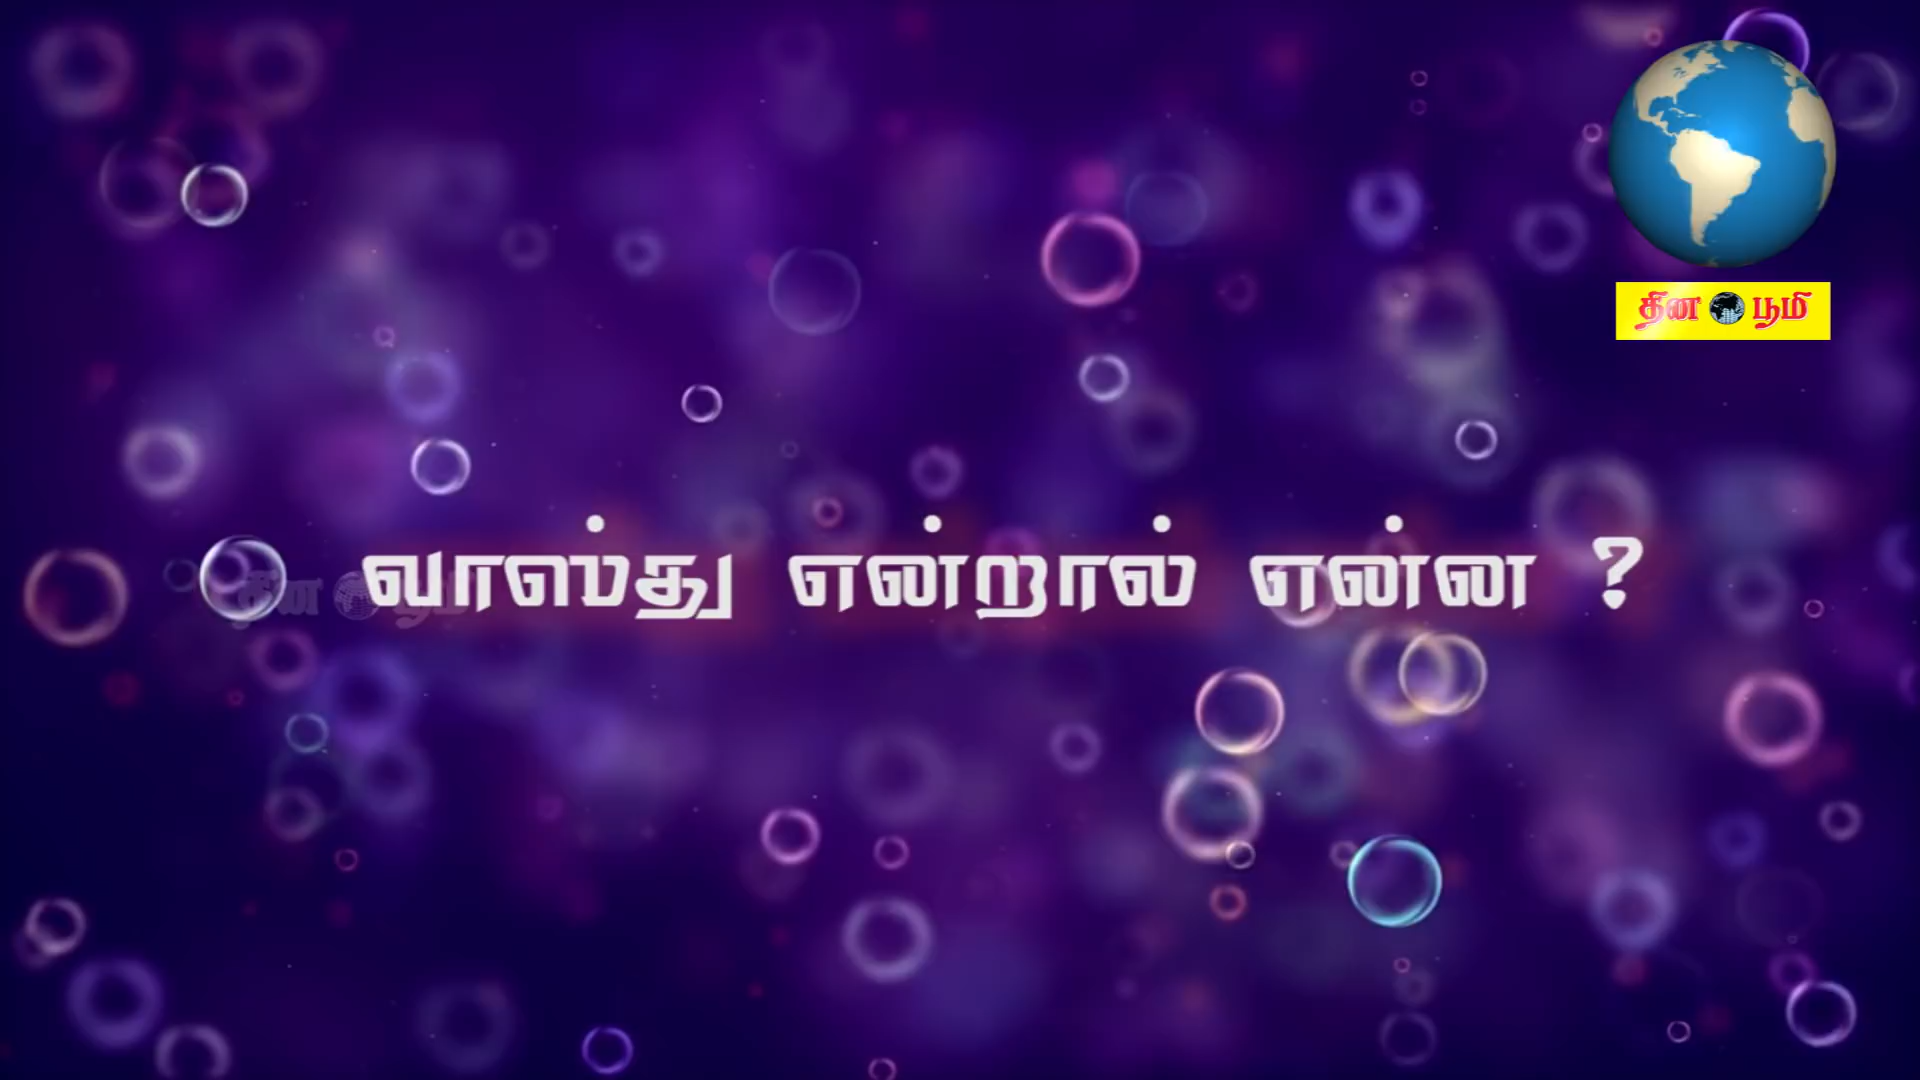 தின பூமி
வாஸ்து என்றால் என்ன ?
தின பூமி